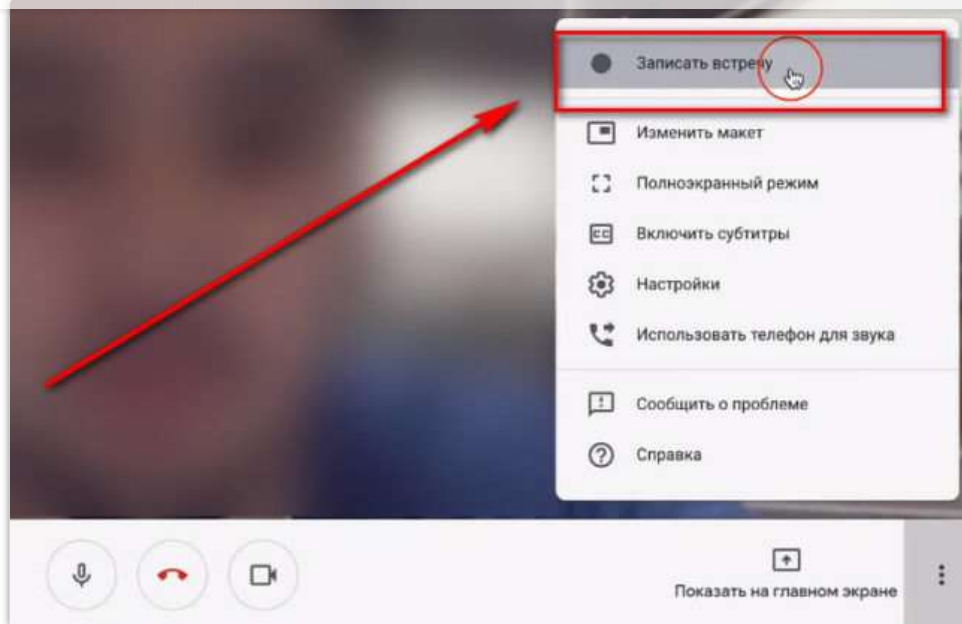 Записать встречу
Изменить макет
Полноэкранный режим
Включить субтитры
Настройки
Использовать телефон для звука
Сообщить о проблеме
Справка
Показать на главном экране